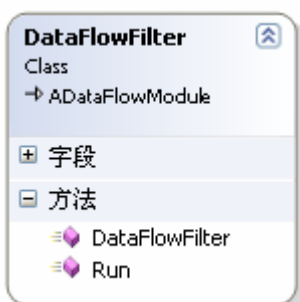 DataFlowFilter
Class
ADataFlowModule
字段
方法
DataFlowFilter
Run